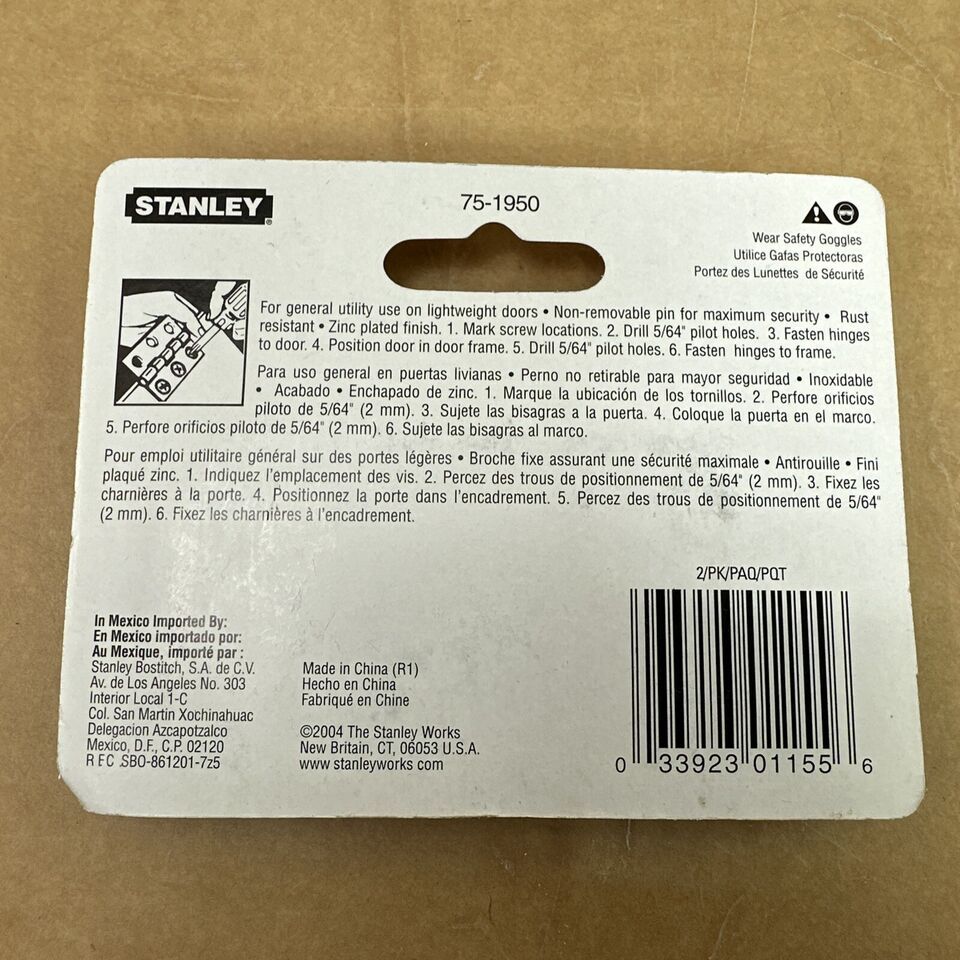 STANLEY
75-1950
Wear Safety Goggles
Utilice Gafas Protectoras
Portez des Lunettes de Sécurité
For general utility use on lightweight doors • Non-removable pin for maximum security • Rust
resistant • Zinc plated finish. 1. Mark screw locations. 2. Drill 5/64" pilot holes. 3. Fasten hinges
to door. 4. Position door in door frame. 5. Drill 5/64" pilot holes. 6. Fasten hinges to frame.
Para uso general en puertas livianas • Perno no retirable para mayor seguridad • Inoxidable
• Acabado • Enchapado de zinc. 1. Marque la ubicación de los tornillos. 2. Perfore orificios
piloto de 5/64" (2 mm). 3. Sujete las bisagras a la puerta. 4. Coloque la puerta en el marco.
5. Perfore orificios piloto de 5/64" (2 mm). 6. Sujete las bisagras al marco.
Pour emploi utilitaire général sur des portes légères • Broche fixe assurant une sécurité maximale • Antirouille • Fini
plaqué zinc. 1. Indiquez l'emplacement des vis. 2. Percez des trous de positionnement de 5/64" (2 mm). 3. Fixez les
charnières à la porte. 4. Positionnez la porte dans l'encadrement. 5. Percez des trous de positionnement de 5/64"
(2 mm). 6. Fixez les charnières à l'encadrement.
2/PK/PAQ/PQT
In Mexico Imported By:
En Mexico importado por:
Au Mexique, importé par :
Stanley Bostitch, S.A. de C.V.
Av. de Los Angeles No. 303
Interior Local 1-C
Col. San Martin Xochinahuac
Delegacion Azcapotzalco
Mexico, D.F., C.P. 02120
R F C SBO-861201-7z5
Made in China (R1)
Hecho en China
Fabriqué en Chine
©2004 The Stanley Works
New Britain, CT, 06053 U.S.A.
www.stanleyworks.com
0 33923 01155 6